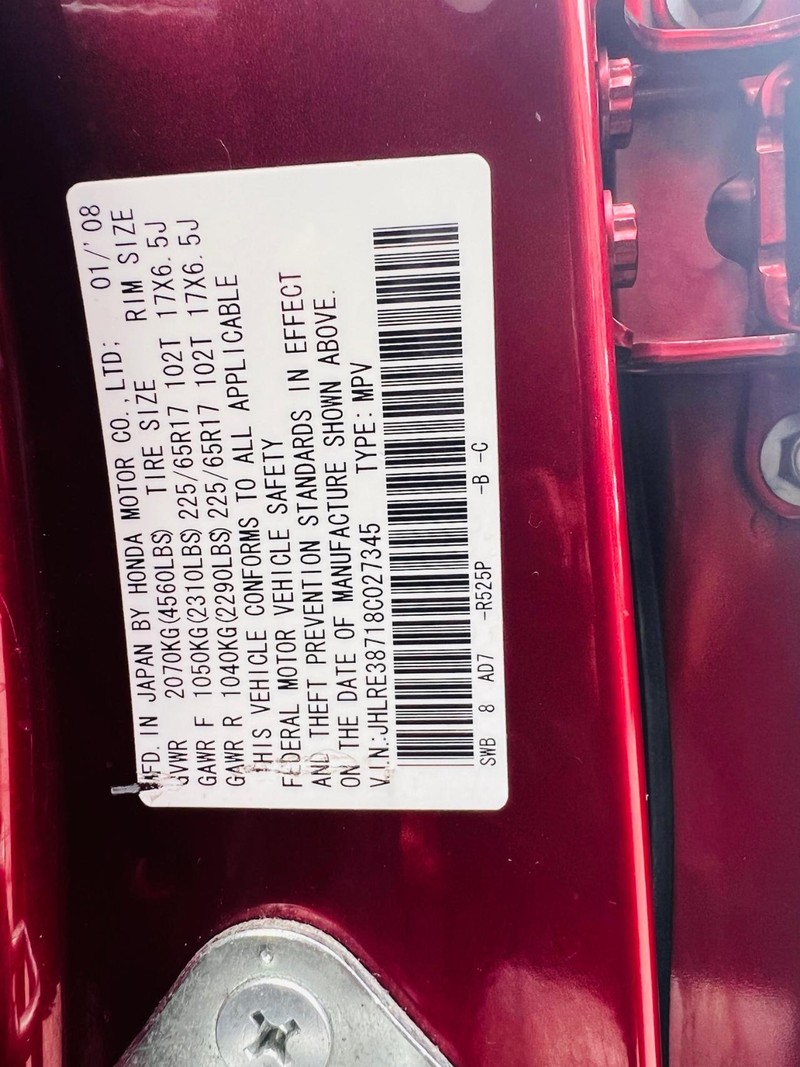 MFD. IN JAPAN BY HONDA MOTOR CO., LTD; 01/'08
GVWR 2070KG(4560LBS) TIRE SIZE RIM SIZE
GAWR F 1050KG(2310LBS) 225/65R17 102T 17X6.5J
GAWR R 1040KG(2290LBS) 225/65R17 102T 17X6.5J
THIS VEHICLE CONFORMS TO ALL APPLICABLE
FEDERAL MOTOR VEHICLE SAFETY
AND THEFT PREVENTION STANDARDS IN EFFECT
ON THE DATE OF MANUFACTURE SHOWN ABOVE.
V.I.N.:JHLRE38718C027345 TYPE:MPV
SWB 8 AD7 -R525P -B -C